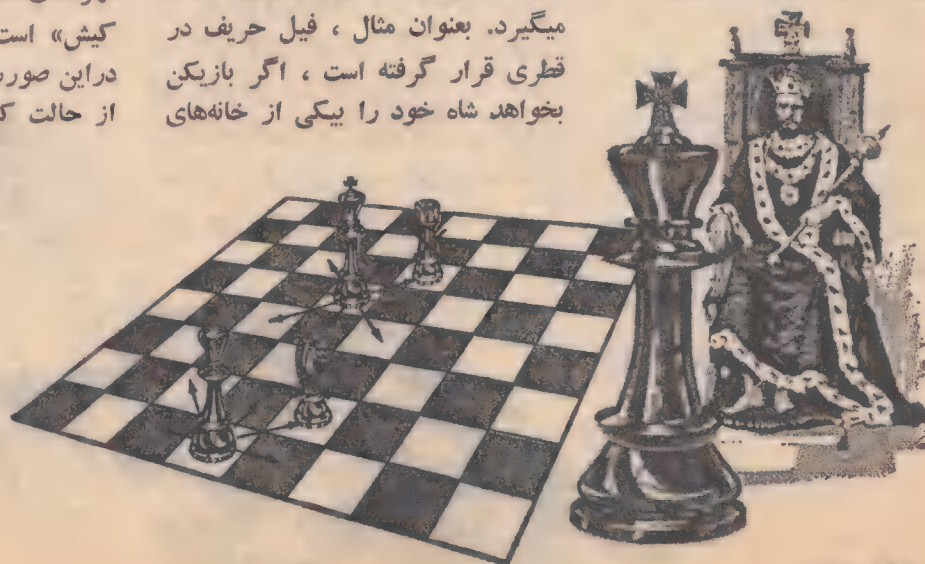 میگیرد. بعنوان مثال ، فیل حریف در
قطری قرار گرفته است ، اگر بازیکن
بخواهد شاه خود را بیکی از خانه‌های
کیش» است
دراین صور
از حالت ک